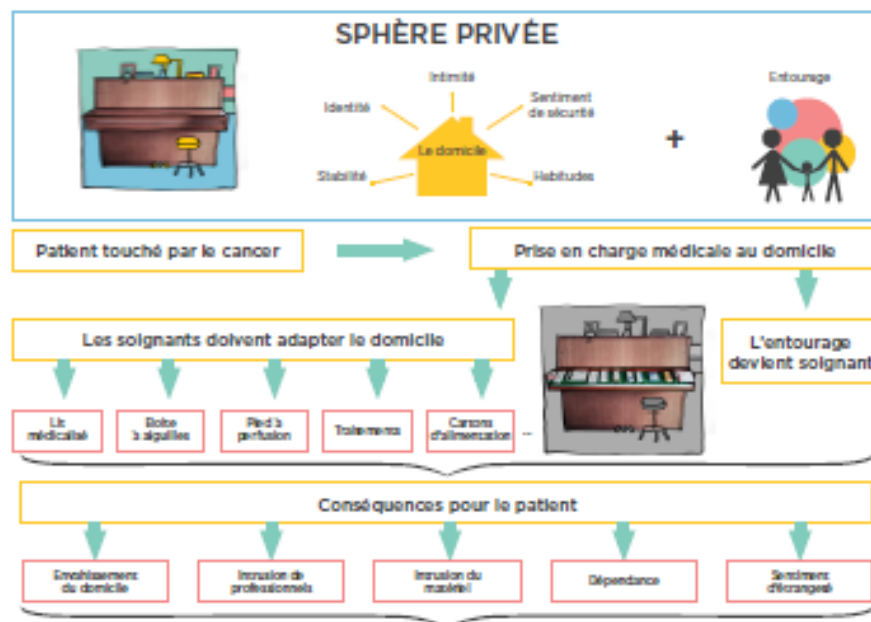 SPHÈRE PRIVÉE
Intimité
Identité
Sentiment
de sécurité
Le domicile
Stabilité
Habitudes
+
Entourage
Patient touché par le cancer
Prise en charge médicale au domicile
Les soignants doivent adapter le domicile
L'entourage
devient soignant
Lit
médicalisé
Boîte
à aiguilles
Pied à
perfusion
Traitements
Cartons
d'alimentation
...
Conséquences pour le patient
Envahissement
du domicile
Intrusion de
professionnels
Intrusion du
matériel
Dépendance
Sentiment
d'étrangeté